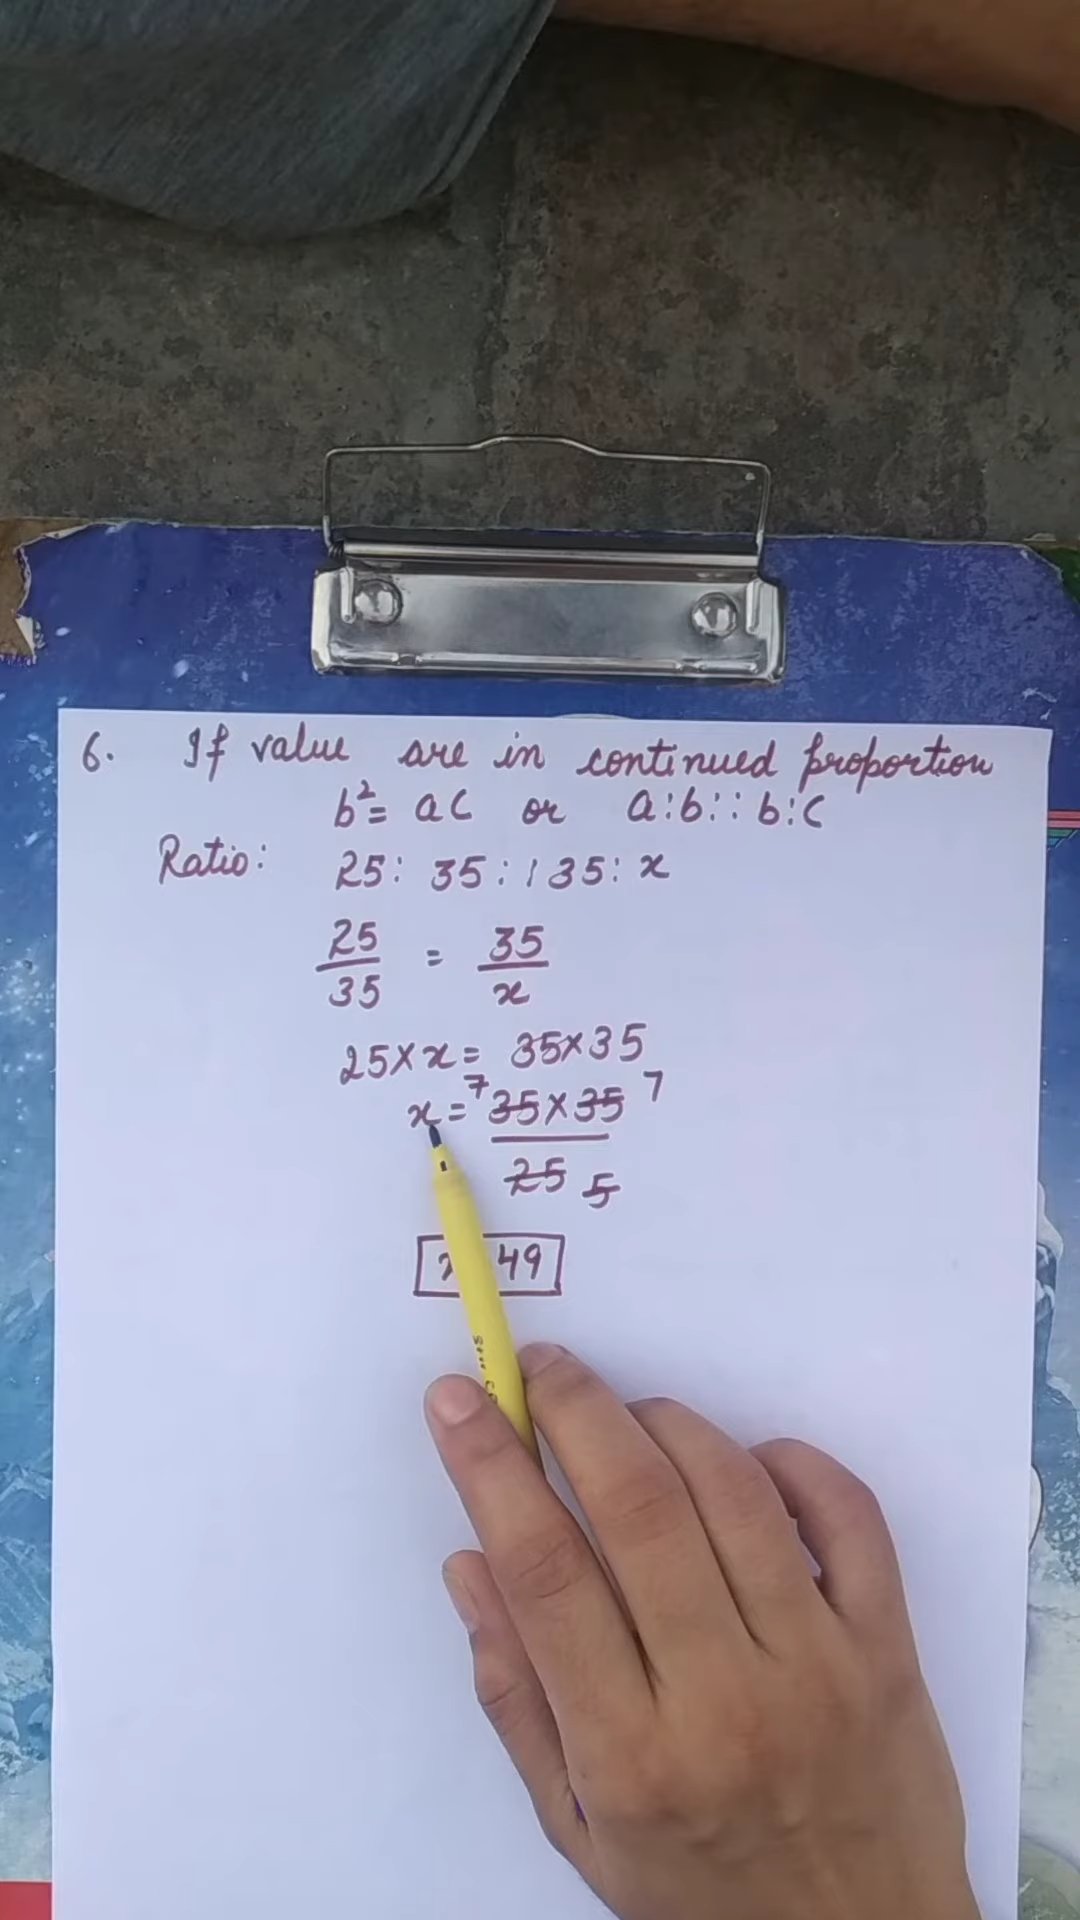 6. If value are in continued proportion
b²= ac or a:b::b:c
Ratio: 25: 35::35: x
25/35 = 35/x
25×x= 35×35
x= 7 35×35 7
25 5
49